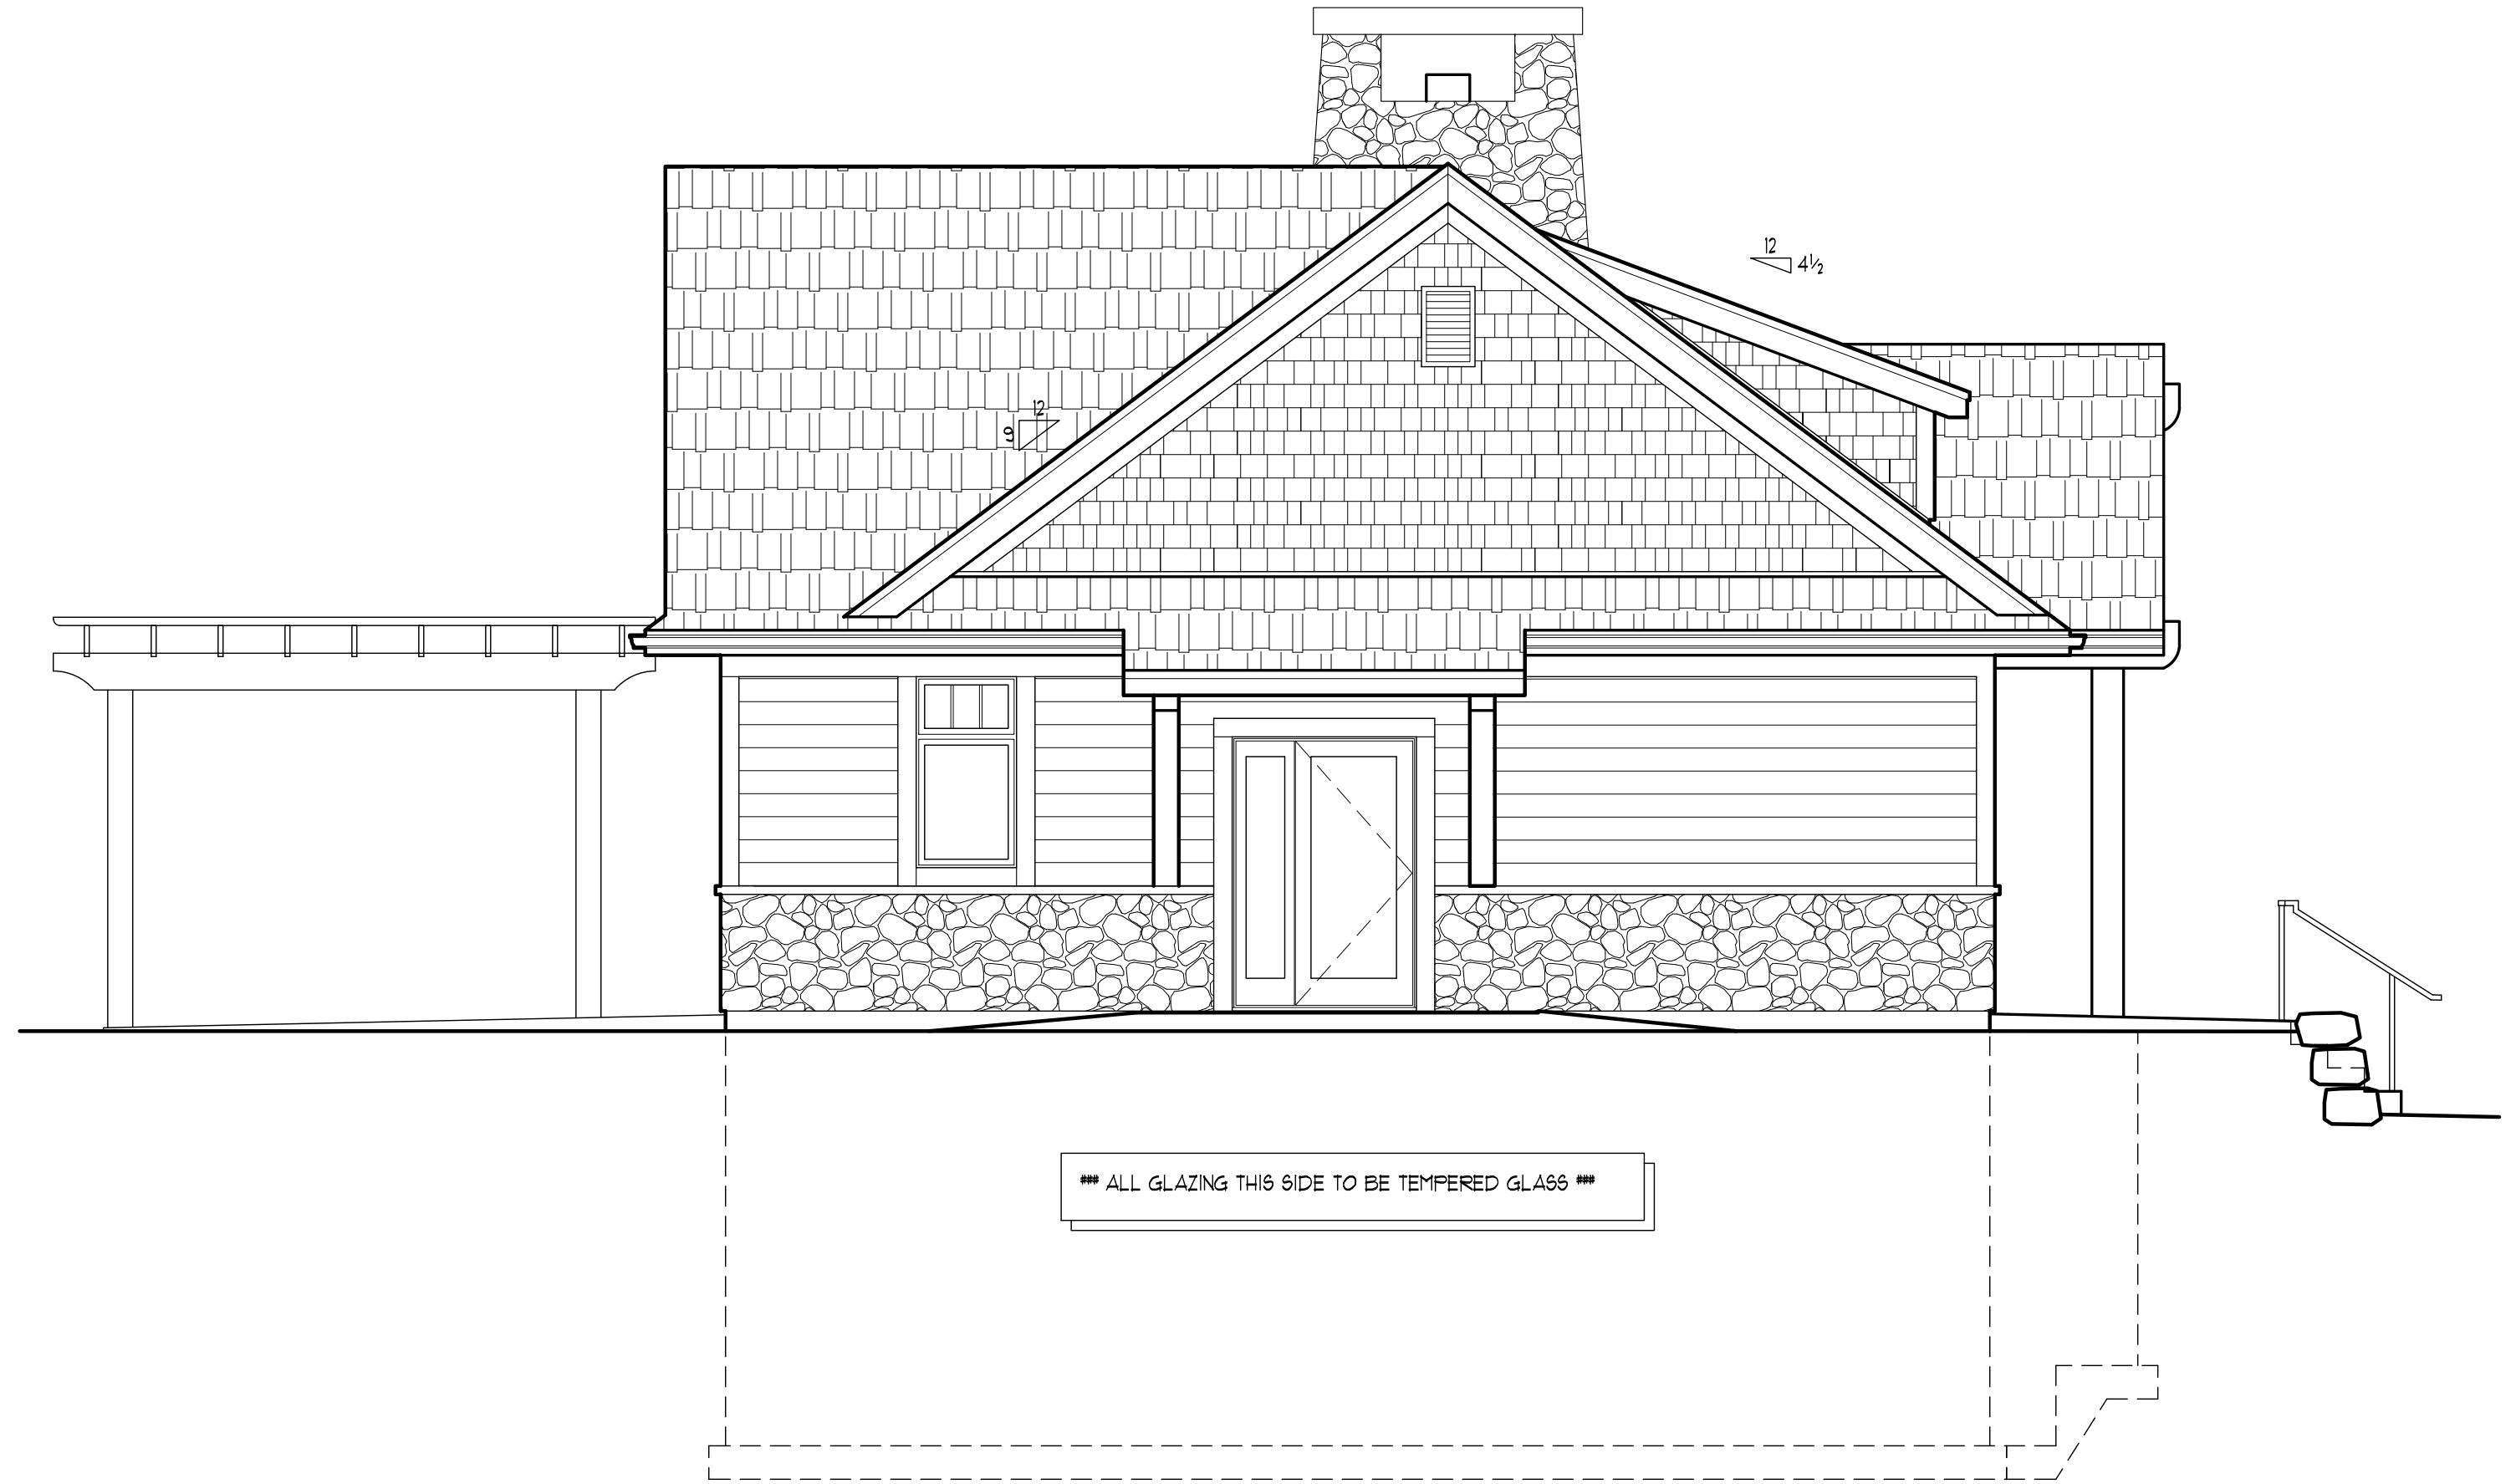 12
4½
12
9
### ALL GLAZING THIS SIDE TO BE TEMPERED GLASS ###